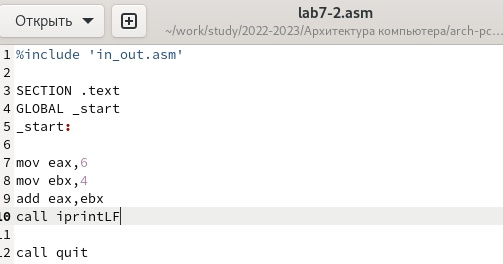 Открыть
lab7-2.asm
~/work/study/2022-2023/Архитектура компьютера/arch-pc...
1 %include 'in_out.asm'
2
3 SECTION .text
4 GLOBAL _start
5 _start:
6
7 mov eax,6
8 mov ebx,4
9 add eax,ebx
10 call iprintLF
11
12 call quit